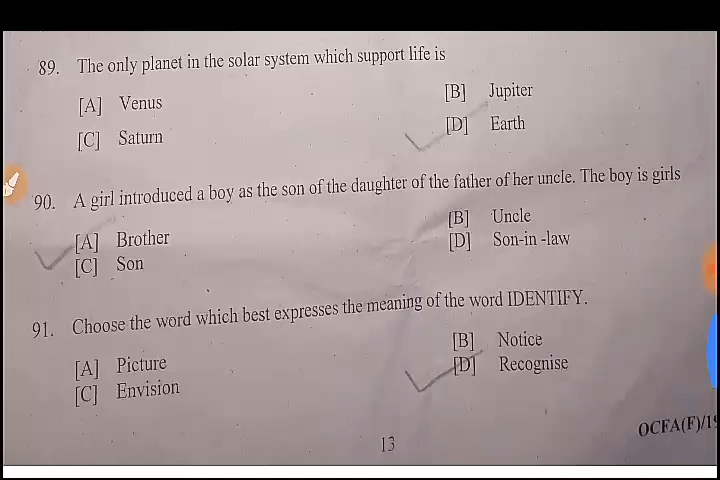 89. The only planet in the solar system which support life is
[A] Venus [B] Jupiter
[C] Saturn [D] Earth
90. A girl introduced a boy as the son of the daughter of the father of her uncle. The boy is girls
[A] Brother [B] Uncle
[C] Son [D] Son-in -law
91. Choose the word which best expresses the meaning of the word IDENTIFY.
[A] Picture [B] Notice
[C] Envision [D] Recognise
13
OCFA(F)/1